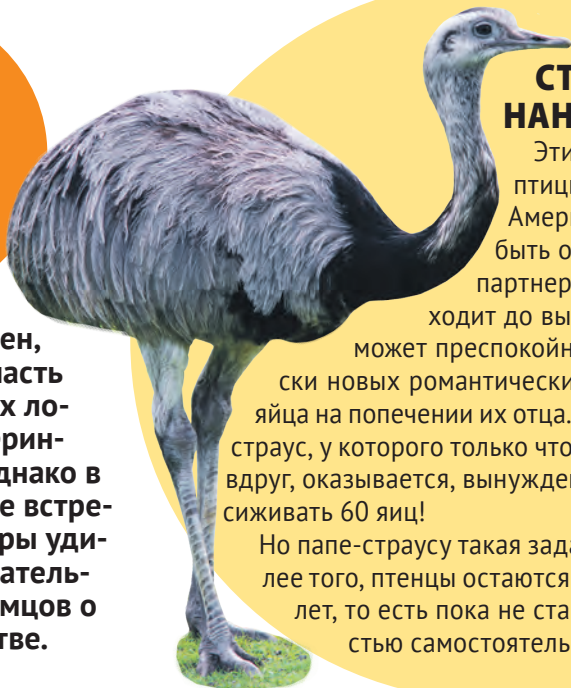 ен,
асть
х ло-
рин-
днако в
е встре-
ры уди-
атель-
мцов о
тве.
СТ
НАН
Эти
птиц
Амер
быть о
партнер
ходит до вы
может преспокойн
ски новых романтически
яйца на попечении их отца.
страус, у которого только что
вдруг, оказывается, вынужде
сиживать 60 яиц!
Но папе-страусу такая зада
лее того, птенцы остаются
лет, то есть пока не ста
стью самостоятель